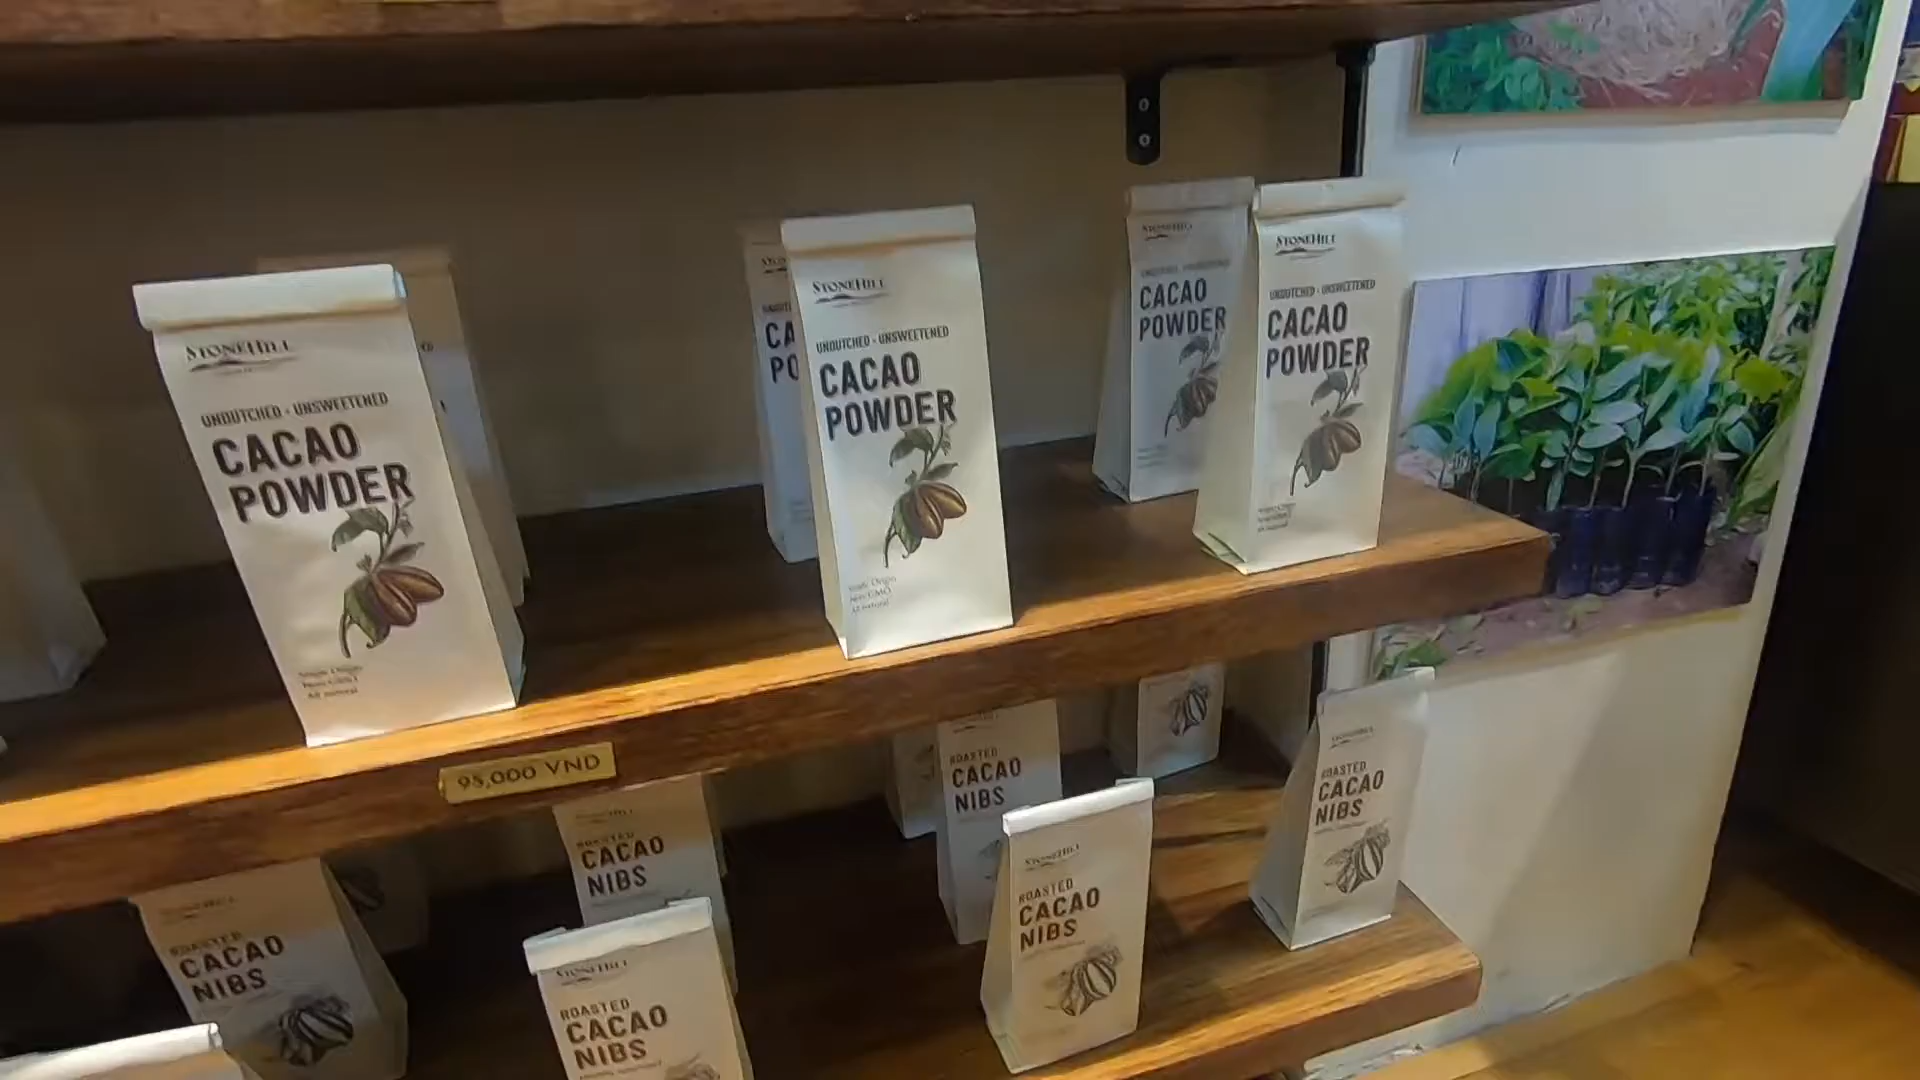 STONEHILL
UNDUTCHED - UNSWEETENED
CACAO
POWDER
Single Origin
Non GMO
All natural
STONEHILL
UNDUTCHED - UNSWEETENED
CACAO
POWDER
Single Origin
Non GMO
All natural
STONEHILL
CACAO
POWDER
STONEHILL
UNDUTCHED - UNSWEETENED
CACAO
POWDER
95,000 VND
ROASTED
CACAO
NIBS
ROASTED
CACAO
NIBS
STONEHILL
ROASTED
CACAO
NIBS
ROASTED
CACAO
NIBS
STONEHILL
ROASTED
CACAO
NIBS
STONEHILL
ROASTED
CACAO
NIBS